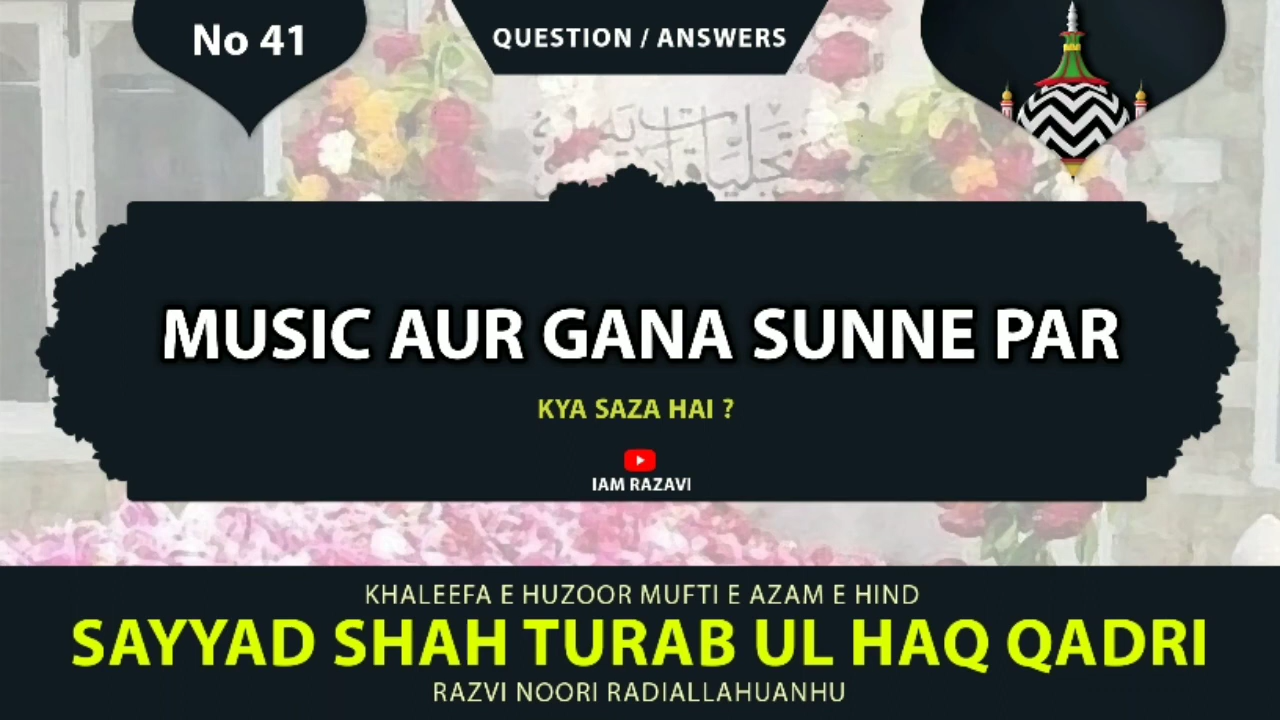 No 41
QUESTION / ANSWERS
MUSIC AUR GANA SUNNE PAR
KYA SAZA HAI ?
IAM RAZAVI
KHALEEFA E HUZOOR MUFTI E AZAM E HIND
SAYYAD SHAH TURAB UL HAQ QADRI
RAZVI NOORI RADIALLAHUANHU